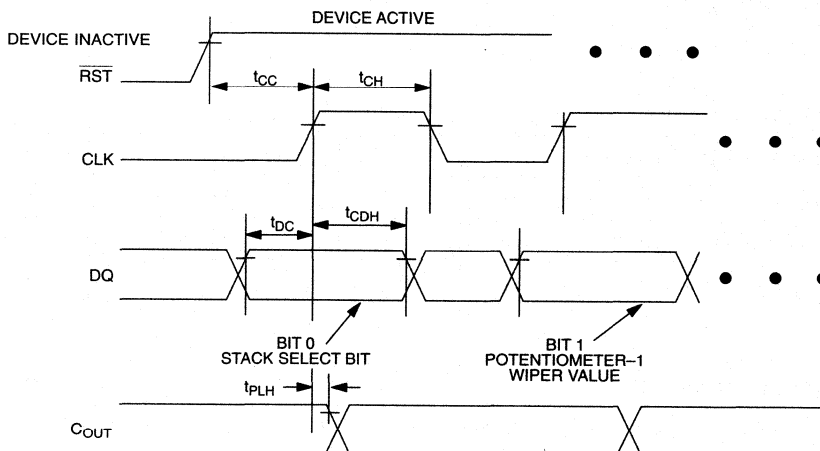 DEVICE ACTIVE
DEVICE INACTIVE
RST
tCC
tCH
CLK
tDC
tCDH
DQ
BIT 0
STACK SELECT BIT
BIT 1
POTENTIOMETER–1
WIPER VALUE
tPLH
COUT